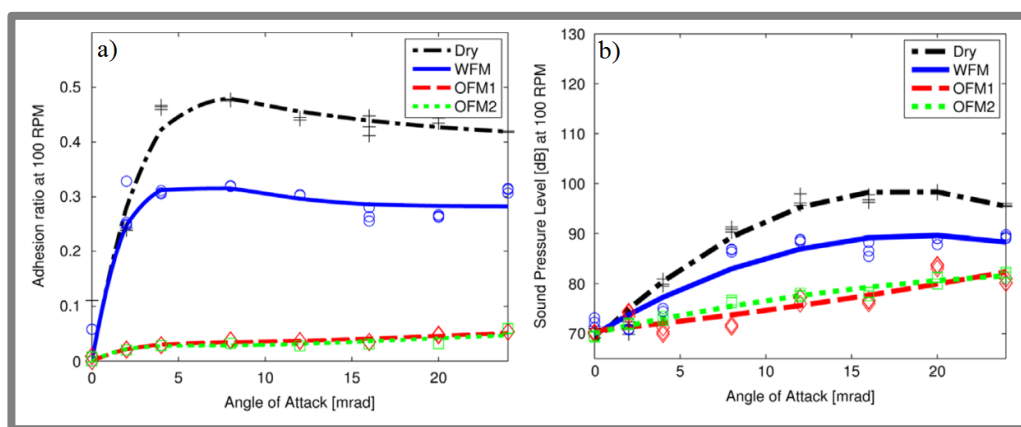 a)
Dry
WFM
OFM1
OFM2
Adhesion ratio at 100 RPM
0.5
0.4
0.3
0.2
0.1
0
0 5 10 15 20
Angle of Attack [mrad]
b)
Dry
WFM
OFM1
OFM2
Sound Pressure Level [dB] at 100 RPM
130
120
110
100
90
80
70
0 5 10 15 20
Angle of Attack [mrad]